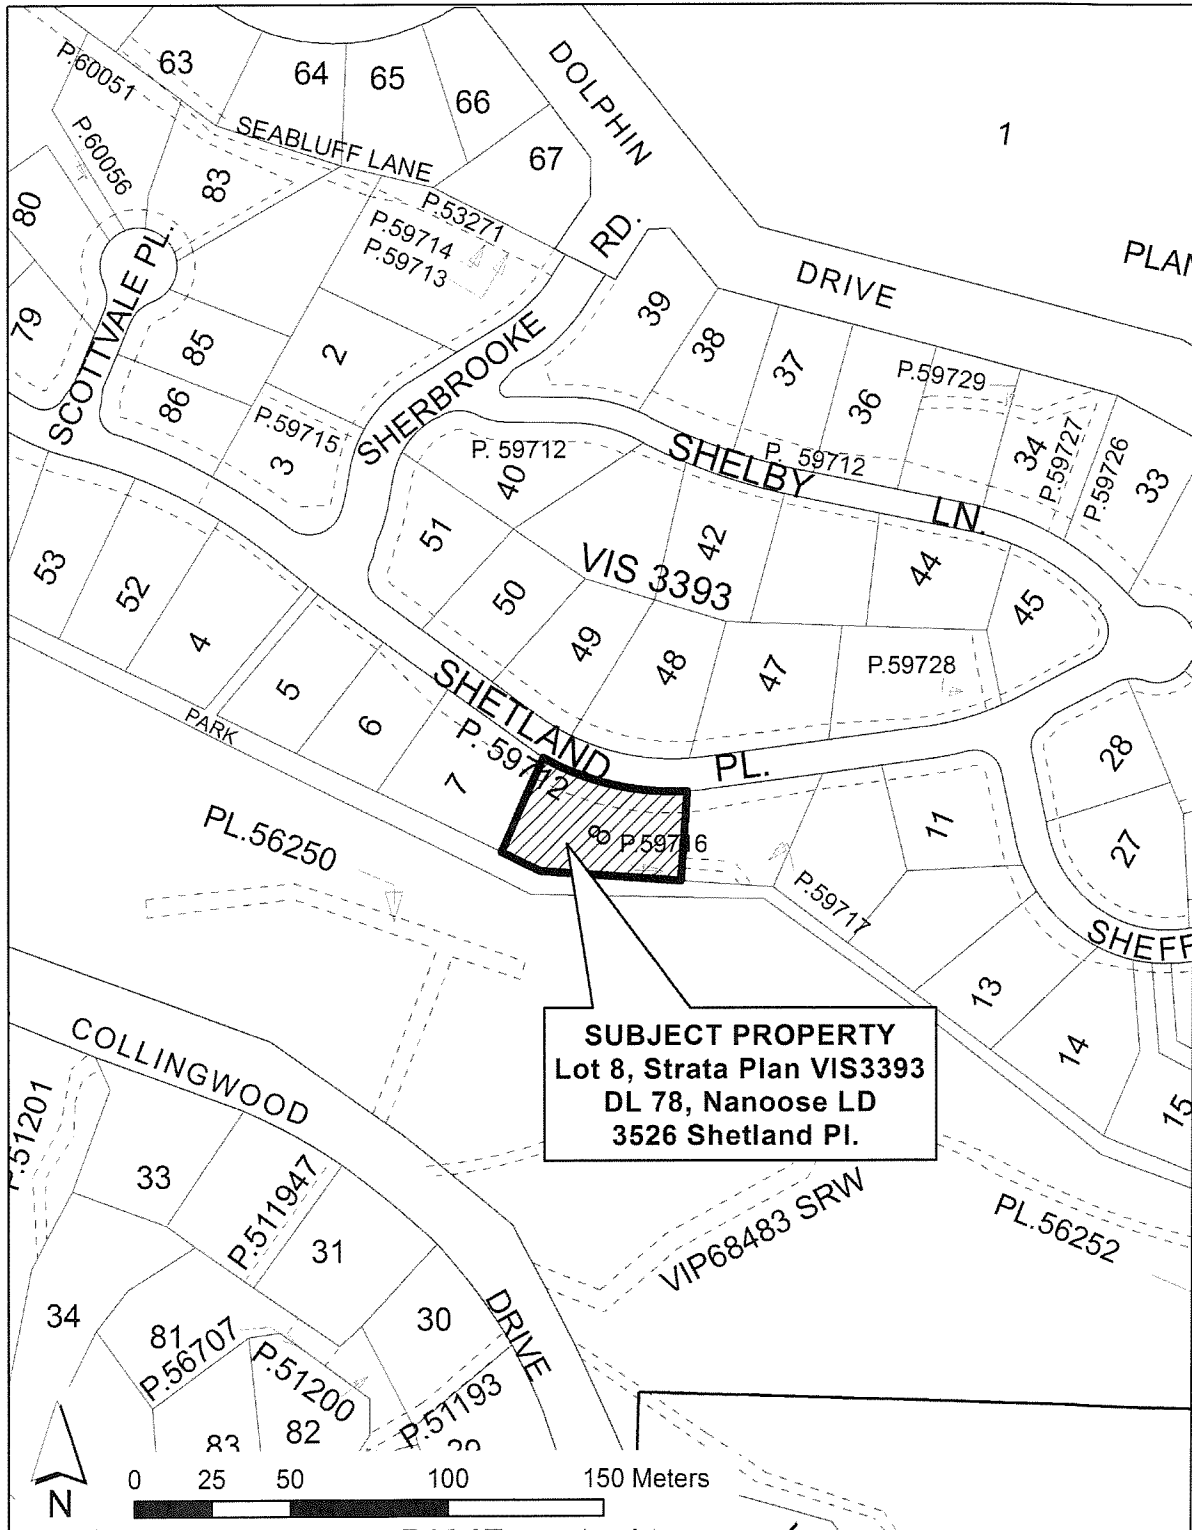 63
64
65
66
67
P.60051
P.60056
SEABLUFF LANE
DOLPHIN
DRIVE
1
PLAN
80
83
P.53271
P.59714
P.59713
RD.
SCOTTVALE PL.
79
85
86
2
3
P.59715
SHERBROOKE
39
38
37
36
P.59729
34
P.59727
P.59726
33
P. 59712
40
SHELBY
LN.
P. 59712
51
50
49
48
47
42
44
45
VIS 3393
P.59728
53
52
4
5
6
7
PARK
SHETLAND
PL.
P. 59712
8
P.59716
11
28
27
P.59717
SHEFF
13
14
15
PL.56250
SUBJECT PROPERTY
Lot 8, Strata Plan VIS3393
DL 78, Nanoose LD
3526 Shetland Pl.
COLLINGWOOD
DRIVE
P.51201
33
P.511947
31
30
34
81
P.56707
P.51200
P.51193
83
82
29
VIP68483 SRW
PL.56252
N
0 25 50 100 150 Meters